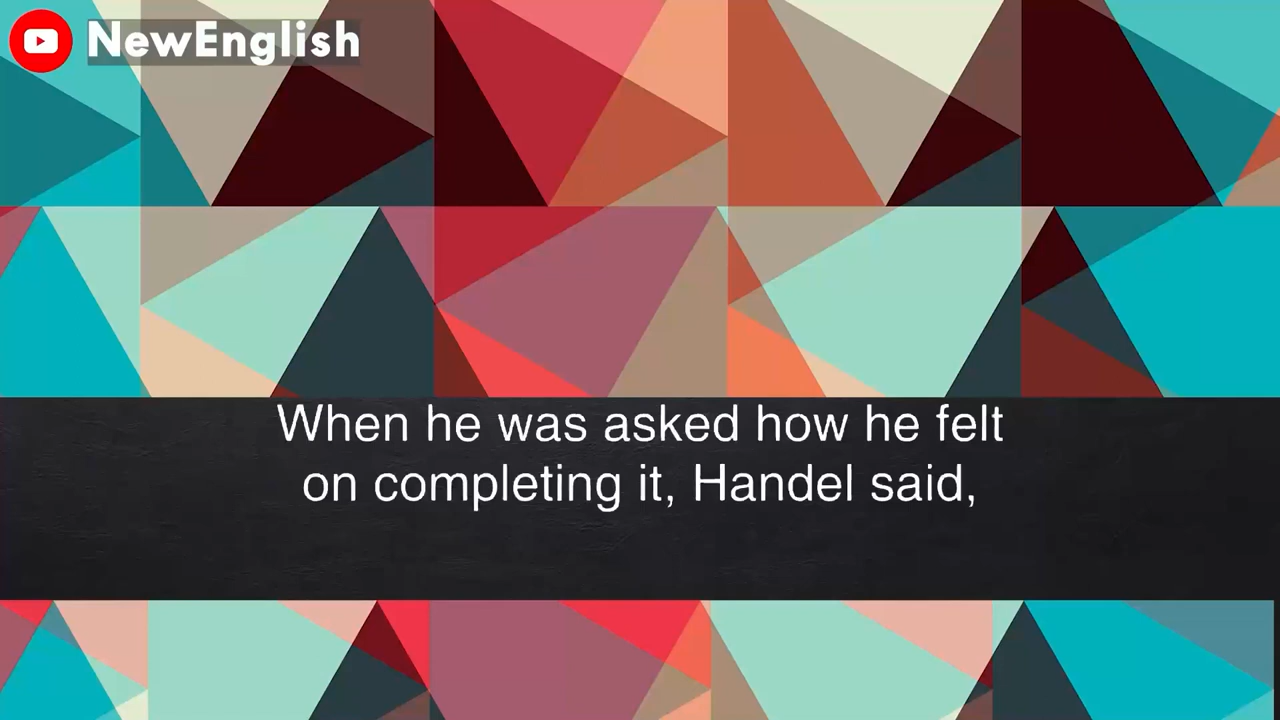 NewEnglish
When he was asked how he felt
on completing it, Handel said,